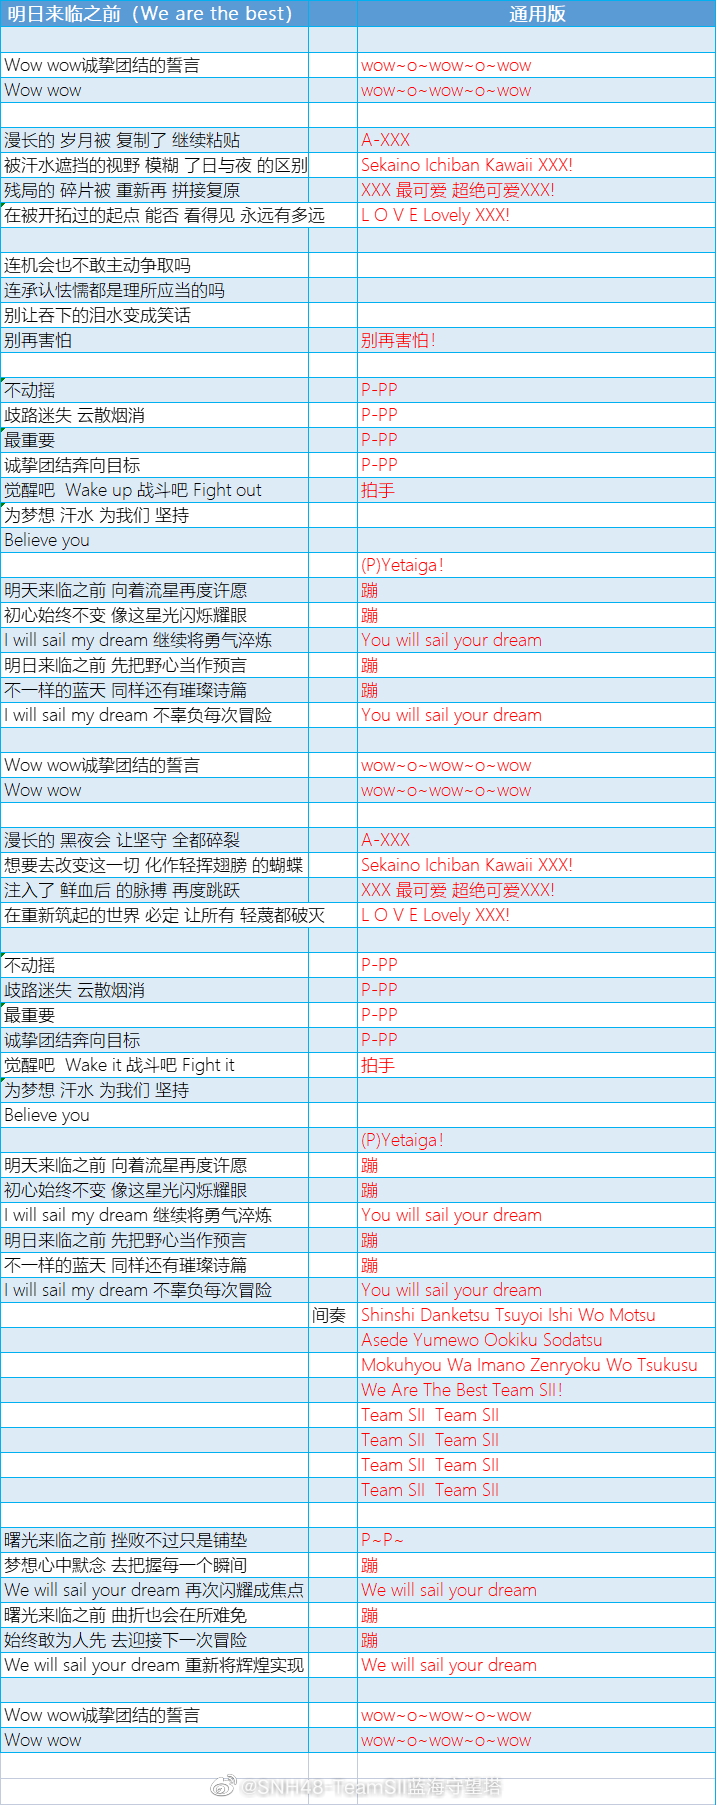 明日来临之前（We are the best） 通用版
Wow wow诚挚团结的誓言 wow~o~wow~o~wow
Wow wow wow~o~wow~o~wow
漫长的 岁月被 复制了 继续粘贴 A-XXX
被汗水遮挡的视野 模糊 了日与夜 的区别 Sekaino Ichiban Kawaii XXX!
残局的 碎片被 重新再 拼接复原 XXX 最可爱 超绝可爱XXX!
在被开拓过的起点 能否 看得见 永远有多远 L O V E Lovely XXX!
连机会也不敢主动争取吗
连承认怯懦都是理所应当的吗
别让吞下的泪水变成笑话
别再害怕 别再害怕！
不动摇 P-PP
歧路迷失 云散烟消 P-PP
最重要 P-PP
诚挚团结奔向目标 P-PP
觉醒吧  Wake up 战斗吧 Fight out 拍手
为梦想 汗水 为我们 坚持
Believe you
(P)Yetaiga！
明天来临之前 向着流星再度许愿 蹦
初心始终不变 像这星光闪烁耀眼 蹦
I will sail my dream 继续将勇气淬炼 You will sail your dream
明日来临之前 先把野心当作预言 蹦
不一样的蓝天 同样还有璀璨诗篇 蹦
I will sail my dream 不辜负每次冒险 You will sail your dream
Wow wow诚挚团结的誓言 wow~o~wow~o~wow
Wow wow wow~o~wow~o~wow
漫长的 黑夜会 让坚守 全都碎裂 A-XXX
想要去改变这一切 化作轻挥翅膀 的蝴蝶 Sekaino Ichiban Kawaii XXX!
注入了 鲜血后 的脉搏 再度跳跃 XXX 最可爱 超绝可爱XXX!
在重新筑起的世界 必定 让所有 轻蔑都破灭 L O V E Lovely XXX!
不动摇 P-PP
歧路迷失 云散烟消 P-PP
最重要 P-PP
诚挚团结奔向目标 P-PP
觉醒吧  Wake it 战斗吧 Fight it 拍手
为梦想 汗水 为我们 坚持
Believe you
(P)Yetaiga！
明天来临之前 向着流星再度许愿 蹦
初心始终不变 像这星光闪烁耀眼 蹦
I will sail my dream 继续将勇气淬炼 You will sail your dream
明日来临之前 先把野心当作预言 蹦
不一样的蓝天 同样还有璀璨诗篇 蹦
I will sail my dream 不辜负每次冒险 You will sail your dream
间奏 Shinshi Danketsu Tsuyoi Ishi Wo Motsu
Asede Yumewo Ookiku Sodatsu
Mokuhyou Wa Imano Zenryoku Wo Tsukusu
We Are The Best Team SII！
Team SII  Team SII
Team SII  Team SII
Team SII  Team SII
Team SII  Team SII
曙光来临之前 挫败不过只是铺垫 P~P~
梦想心中默念 去把握每一个瞬间 蹦
We will sail your dream 再次闪耀成焦点 We will sail your dream
曙光来临之前 曲折也会在所难免 蹦
始终敢为人先 去迎接下一次冒险 蹦
We will sail your dream 重新将辉煌实现 We will sail your dream
Wow wow诚挚团结的誓言 wow~o~wow~o~wow
Wow wow wow~o~wow~o~wow
@SNH48-TeamSII蓝海守望塔